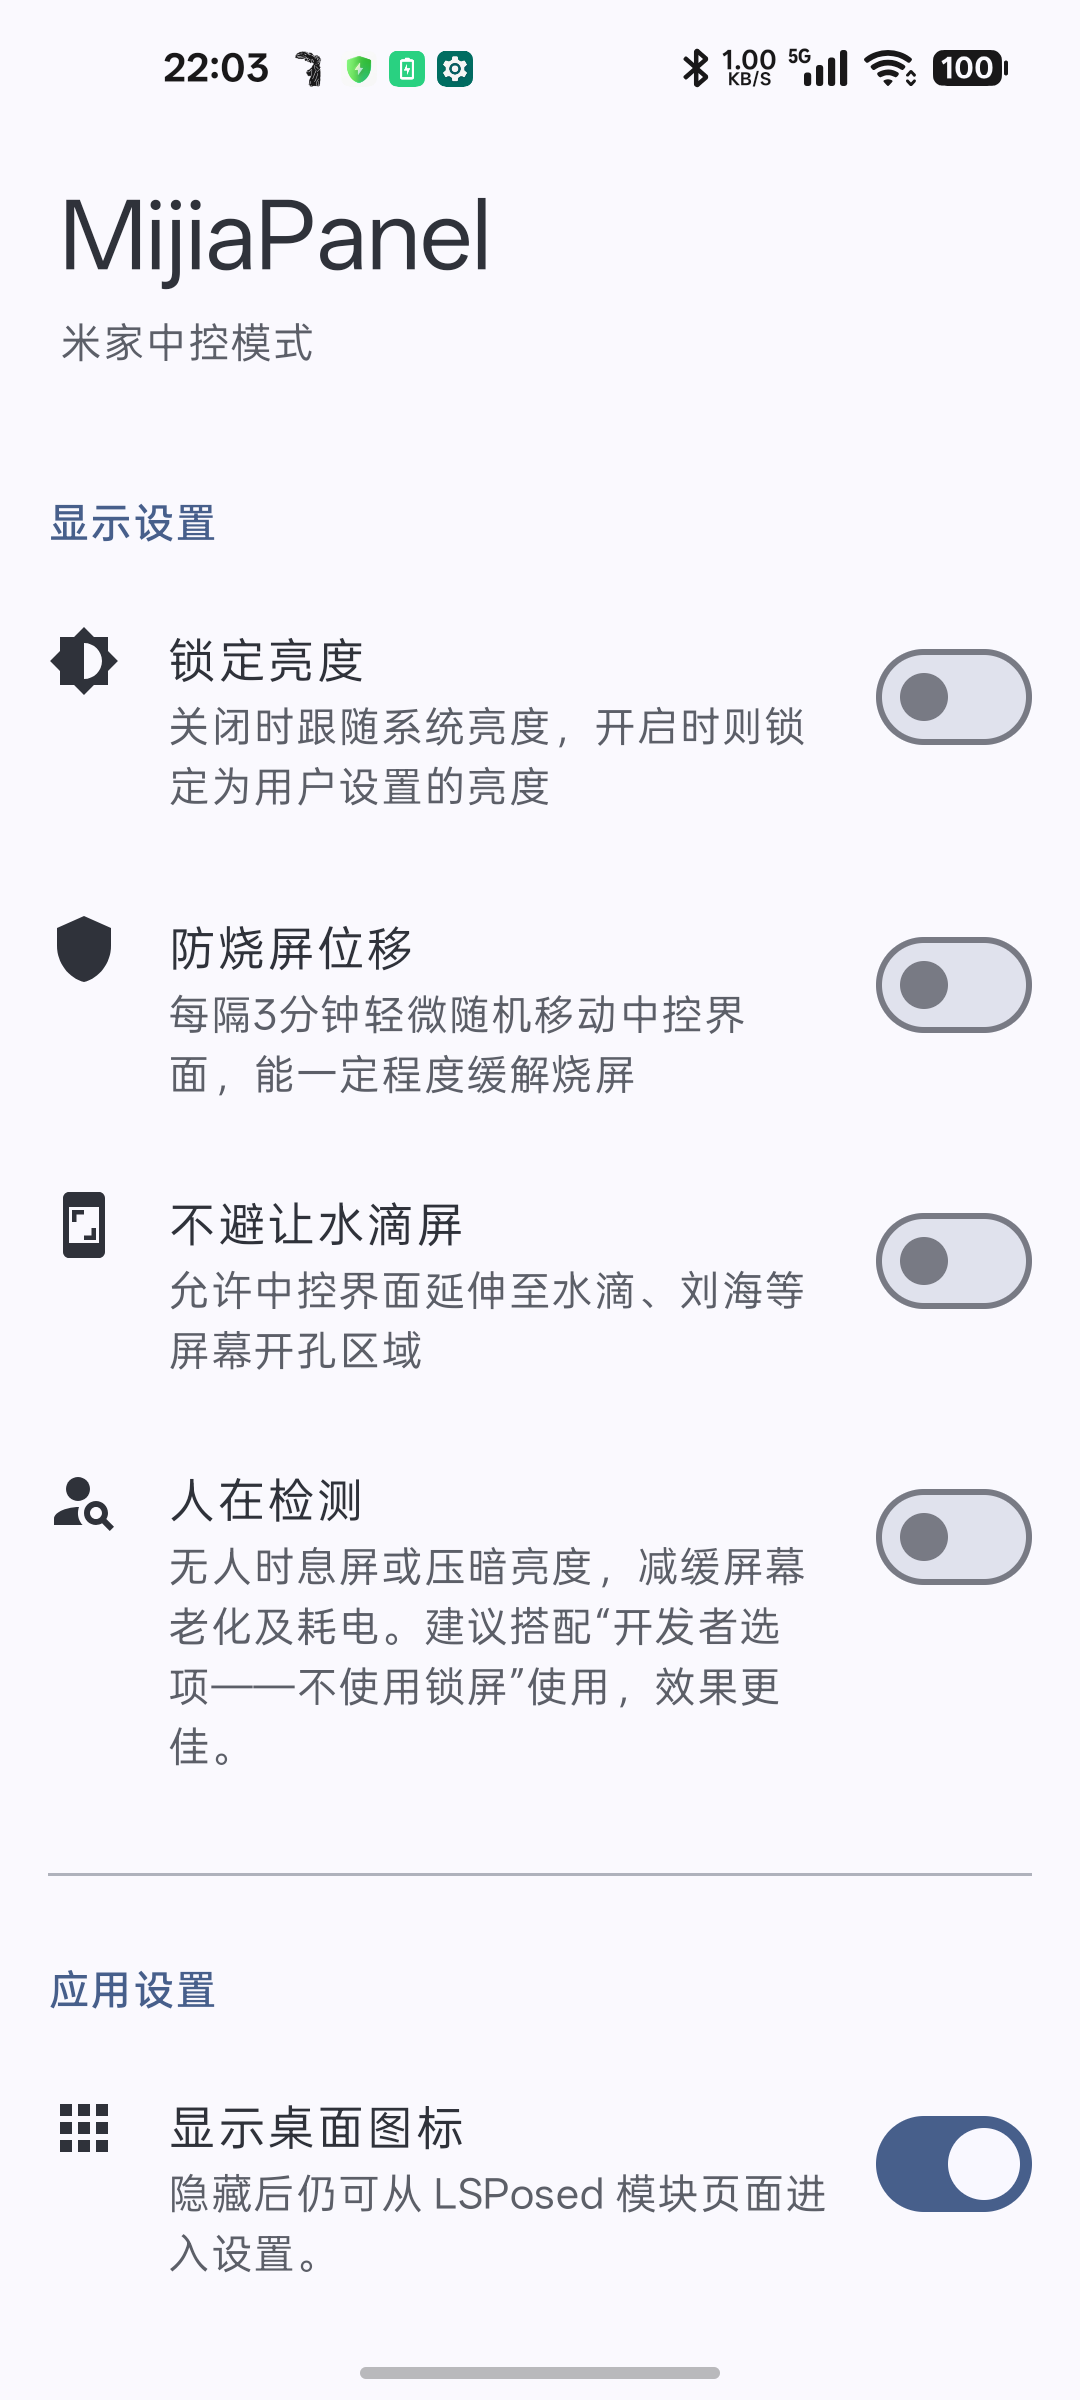 22:03
1.00 KB/S 5G 100
MijiaPanel
米家中控模式
显示设置
锁定亮度
关闭时跟随系统亮度，开启时则锁
定为用户设置的亮度
防烧屏位移
每隔3分钟轻微随机移动中控界
面，能一定程度缓解烧屏
不避让水滴屏
允许中控界面延伸至水滴、刘海等
屏幕开孔区域
人在检测
无人时息屏或压暗亮度，减缓屏幕
老化及耗电。建议搭配“开发者选
项——不使用锁屏”使用，效果更
佳。
应用设置
显示桌面图标
隐藏后仍可从 LSPosed 模块页面进
入设置。